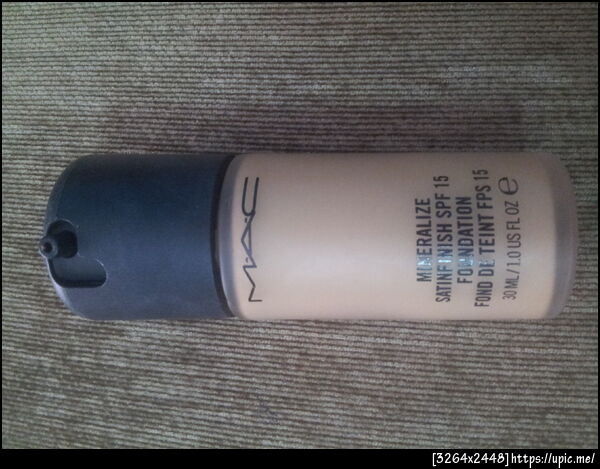 M·A·C
MINERALIZE
SATINFINISH SPF 15
FOUNDATION
FOND DE TEINT FPS 15
30 ML / 1.0 US FL OZ ℮
[3264x2448]https://upic.me/